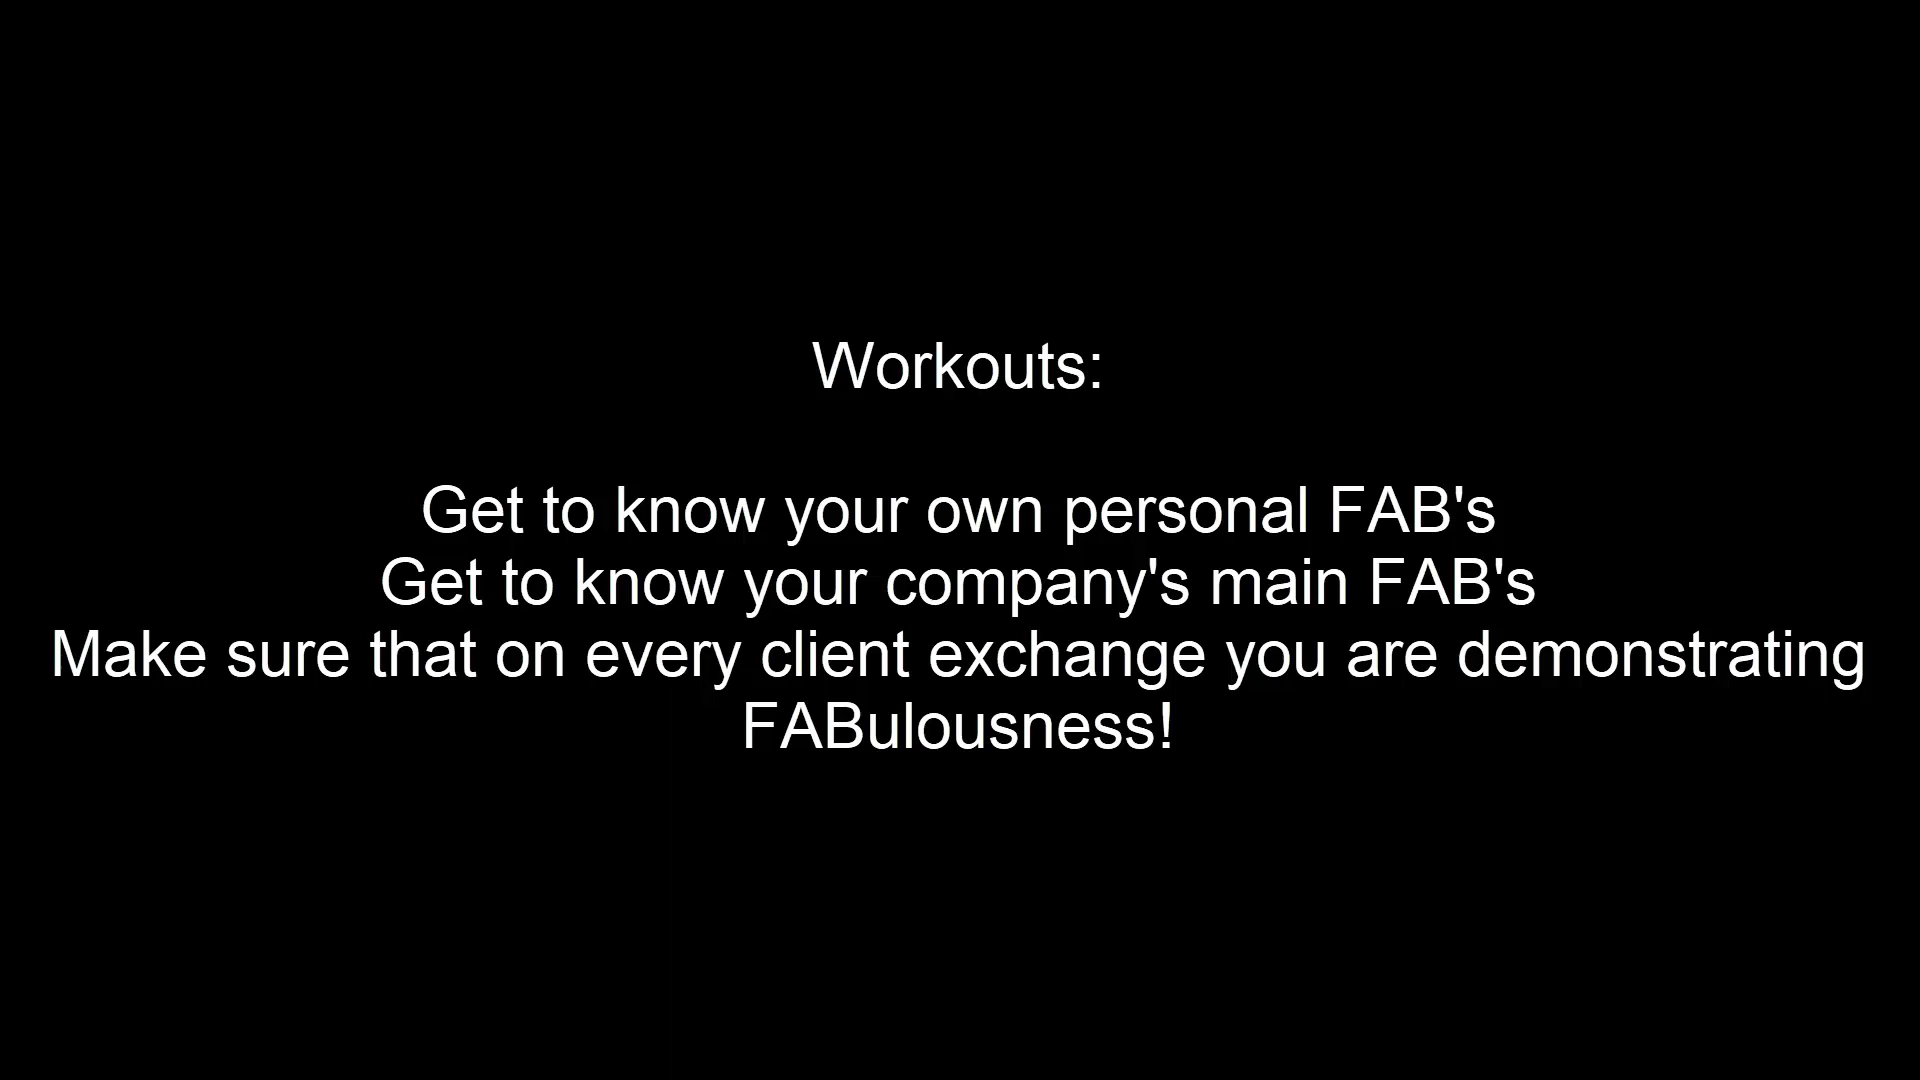 Workouts:
Get to know your own personal FAB's
Get to know your company's main FAB's
Make sure that on every client exchange you are demonstrating
FABulousness!